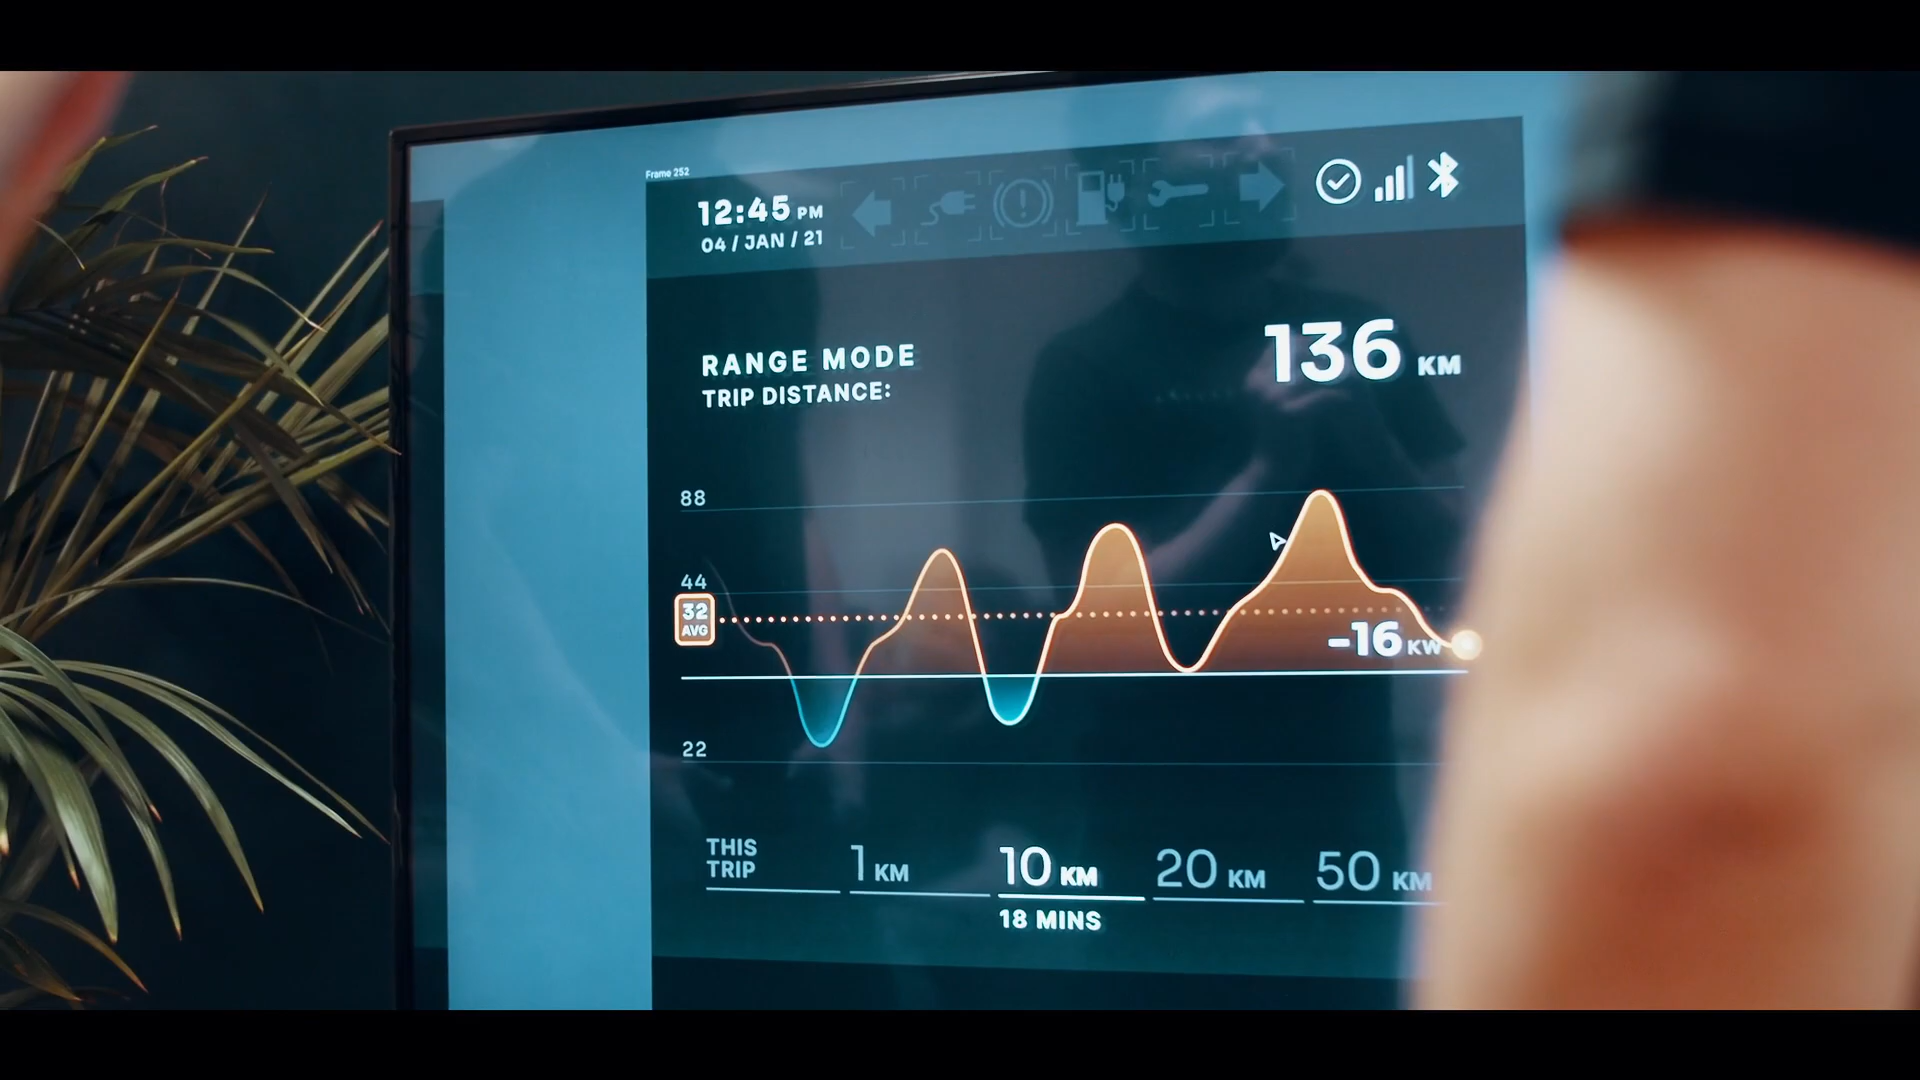 Frame 252
12:45 PM
04 / JAN / 21
RANGE MODE
136 KM
TRIP DISTANCE:
88
44
32
AVG
-16 KW
22
THIS
TRIP
1 KM
10 KM
20 KM
50 KM
18 MINS